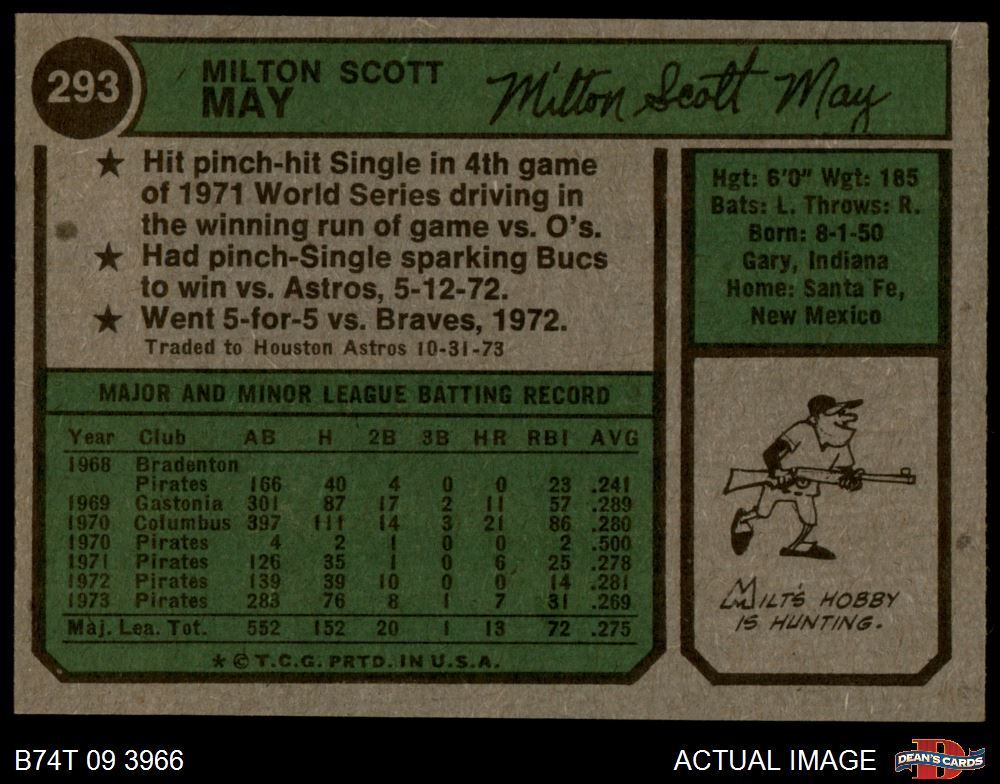 293
MILTON SCOTT
MAY
Milton Scott May
★ Hit pinch-hit Single in 4th game
of 1971 World Series driving in
the winning run of game vs. O's.
★ Had pinch-Single sparking Bucs
to win vs. Astros, 5-12-72.
★ Went 5-for-5 vs. Braves, 1972.
Traded to Houston Astros 10-31-73
Hgt: 6'0" Wgt: 185
Bats: L. Throws: R.
Born: 8-1-50
Gary, Indiana
Home: Santa Fe,
New Mexico
MAJOR AND MINOR LEAGUE BATTING RECORD
Year Club AB H 2B 3B HR RBI AVG
1968 Bradenton
Pirates 166 40 4 0 0 23 .241
1969 Gastonia 301 87 17 2 11 57 .289
1970 Columbus 397 111 14 3 21 86 .280
1970 Pirates 4 2 1 0 0 2 .500
1971 Pirates 126 35 1 0 6 25 .278
1972 Pirates 139 39 10 0 0 14 .281
1973 Pirates 283 76 8 1 7 31 .269
Maj. Lea. Tot. 552 152 20 1 13 72 .275
* © T.C.G. PRTD. IN U.S.A.
MILT'S HOBBY
IS HUNTING.
B74T 09 3966
ACTUAL IMAGE
D
DEAN'S CARDS